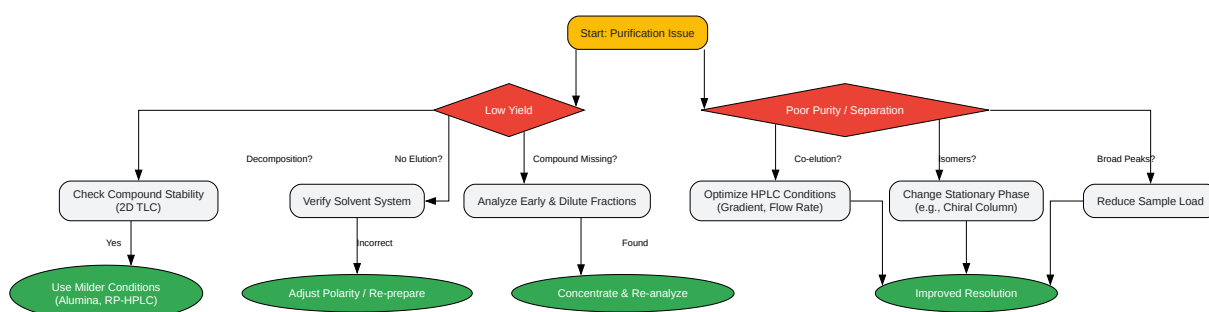 Start: Purification Issue
Low Yield
Poor Purity / Separation
Decomposition?
No Elution?
Compound Missing?
Co-elution?
Isomers?
Broad Peaks?
Check Compound Stability
(2D TLC)
Verify Solvent System
Analyze Early & Dilute Fractions
Optimize HPLC Conditions
(Gradient, Flow Rate)
Change Stationary Phase
(e.g., Chiral Column)
Reduce Sample Load
Yes
Incorrect
Found
Use Milder Conditions
(Alumina, RP-HPLC)
Adjust Polarity / Re-prepare
Concentrate & Re-analyze
Improved Resolution